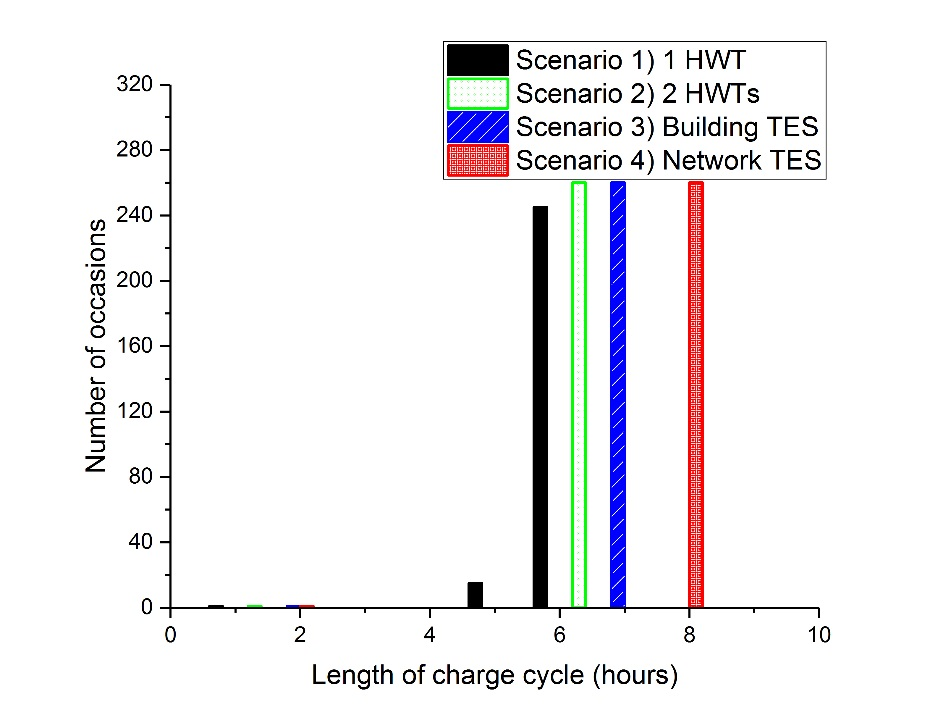 Scenario 1) 1 HWT
Scenario 2) 2 HWTs
Scenario 3) Building TES
Scenario 4) Network TES
320
280
240
200
160
120
80
40
0
Number of occasions
0 2 4 6 8 10
Length of charge cycle (hours)